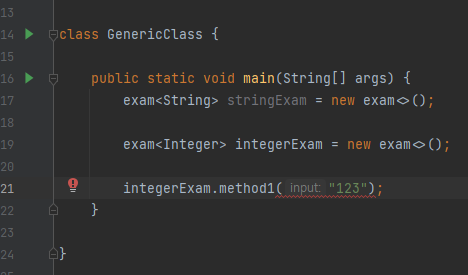 13
14 class GenericClass {
15
16 public static void main(String[] args) {
17 exam<String> stringExam = new exam<>();
18
19 exam<Integer> integerExam = new exam<>();
20
21 integerExam.method1( input: "123");
22 }
23
24 }